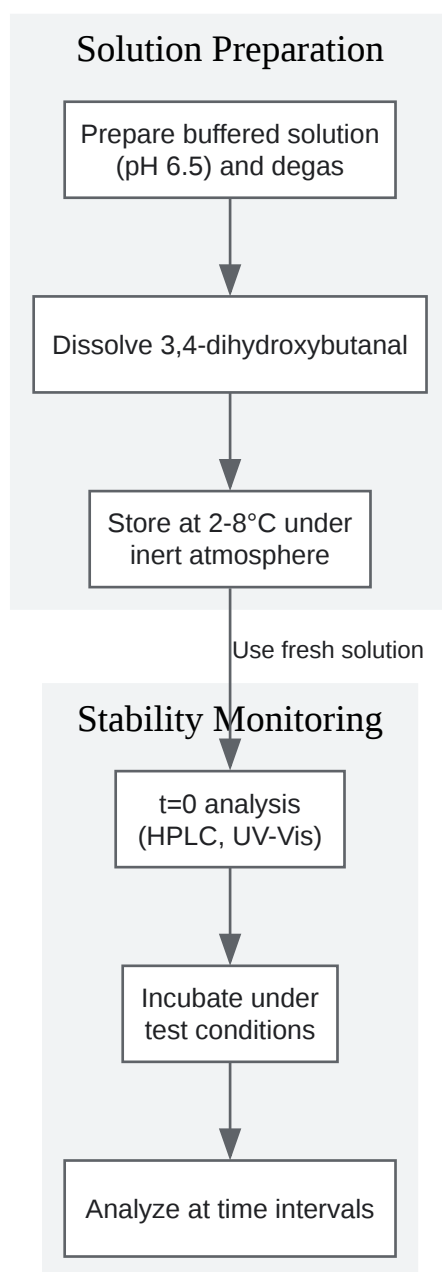 Solution Preparation
Prepare buffered solution
(pH 6.5) and degas
Dissolve 3,4-dihydroxybutanal
Store at 2-8°C under
inert atmosphere
Use fresh solution
Stability Monitoring
t=0 analysis
(HPLC, UV-Vis)
Incubate under
test conditions
Analyze at time intervals